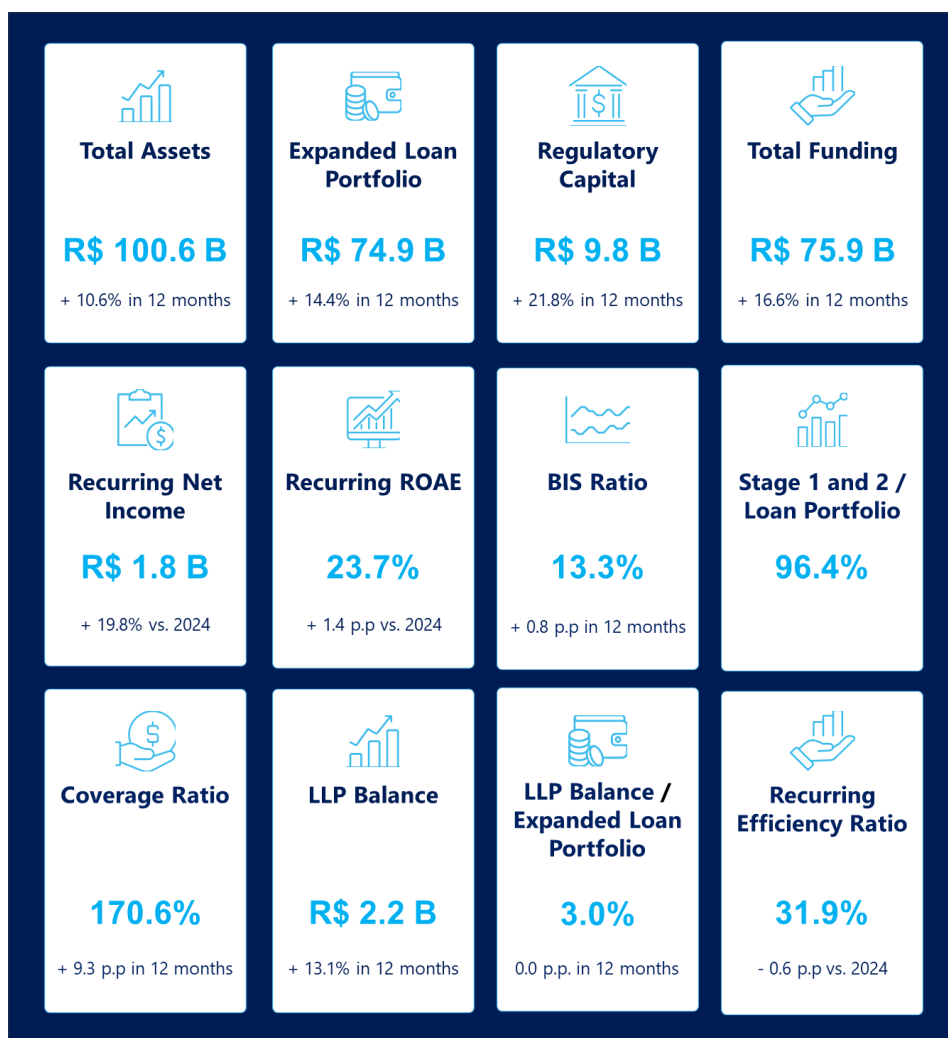 Total Assets
R$ 100.6 B
+ 10.6% in 12 months
Expanded Loan
Portfolio
R$ 74.9 B
+ 14.4% in 12 months
Regulatory
Capital
R$ 9.8 B
+ 21.8% in 12 months
Total Funding
R$ 75.9 B
+ 16.6% in 12 months
Recurring Net
Income
R$ 1.8 B
+ 19.8% vs. 2024
Recurring ROAE
23.7%
+ 1.4 p.p vs. 2024
BIS Ratio
13.3%
+ 0.8 p.p in 12 months
Stage 1 and 2 /
Loan Portfolio
96.4%
Coverage Ratio
170.6%
+ 9.3 p.p in 12 months
LLP Balance
R$ 2.2 B
+ 13.1% in 12 months
LLP Balance /
Expanded Loan
Portfolio
3.0%
0.0 p.p. in 12 months
Recurring
Efficiency Ratio
31.9%
- 0.6 p.p vs. 2024